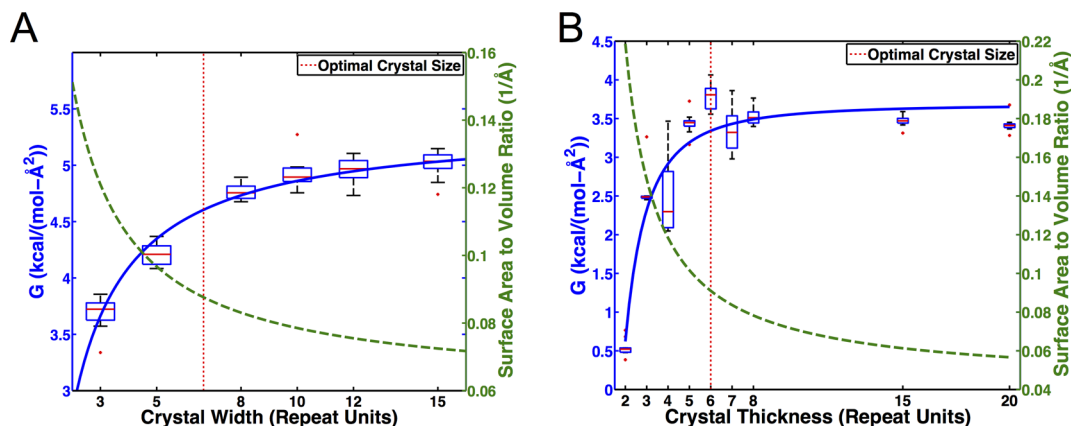 A
G (kcal/(mol–Å²))
5.5
5
4.5
4
3.5
3
3 5 8 10 12 15
Crystal Width (Repeat Units)
Optimal Crystal Size
0.16
0.14
0.12
0.1
0.08
0.06
Surface Area to Volume Ratio (1/Å)
B
G (kcal/(mol–Å²))
4.5
4
3.5
3
2.5
2
1.5
1
0.5
0
2 3 4 5 6 7 8 15 20
Crystal Thickness (Repeat Units)
Optimal Crystal Size
0.22
0.2
0.18
0.16
0.14
0.12
0.1
0.08
0.06
0.04
Surface Area to Volume Ratio (1/Å)